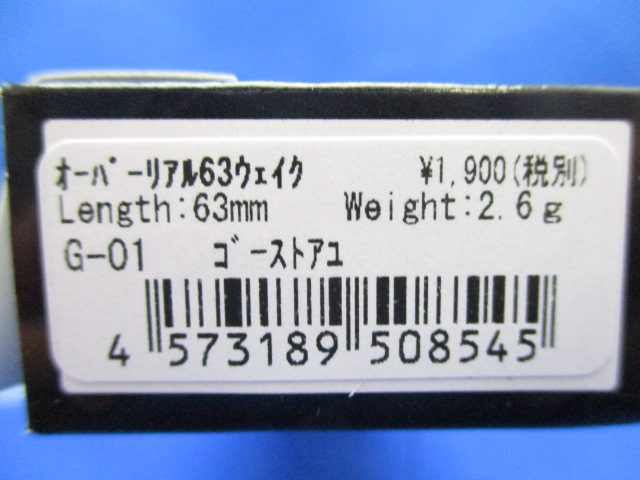 ｵｰﾊﾞｰﾘｱﾙ63ｳｪｲｸ ¥1,900(税別)
Length:63mm Weight:2.6g
G-01 ｺﾞｰｽﾄｱﾕ
4 573189 508545